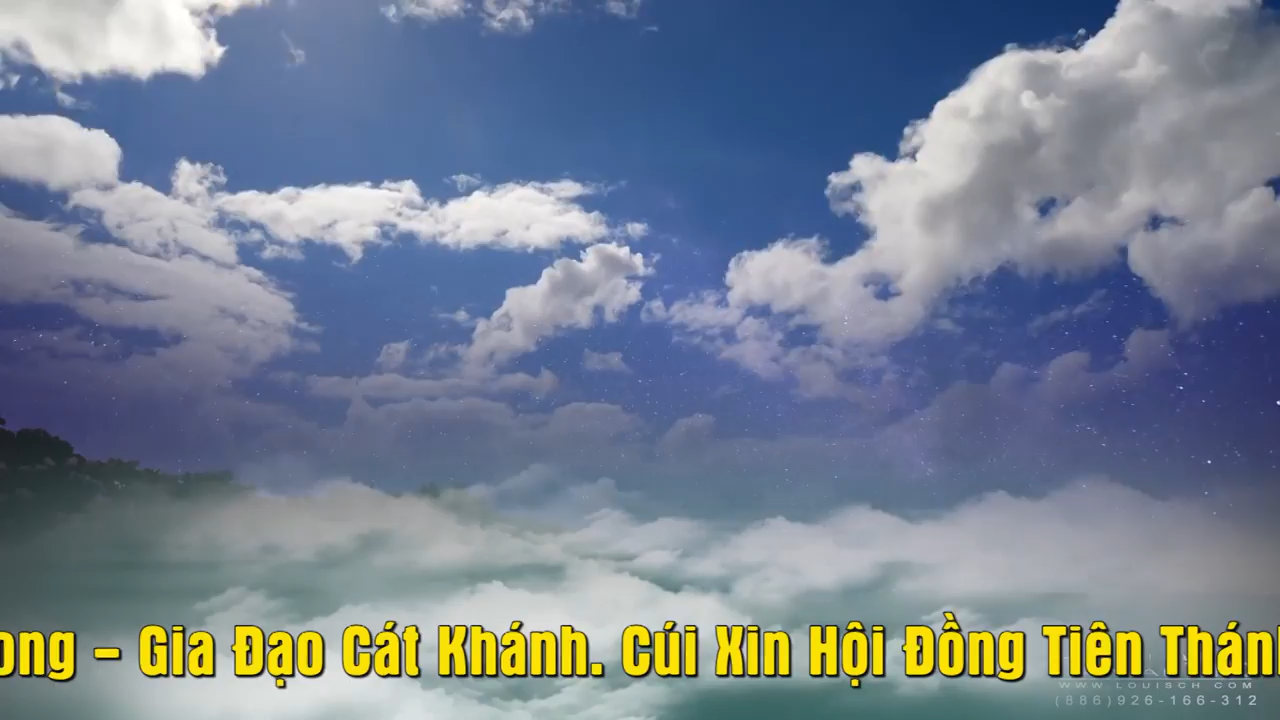 ong – Gia Đạo Cát Khánh. Cúi Xin Hội Đồng Tiên Thánh
WWW LOUISCH COM
(886)926-166-312